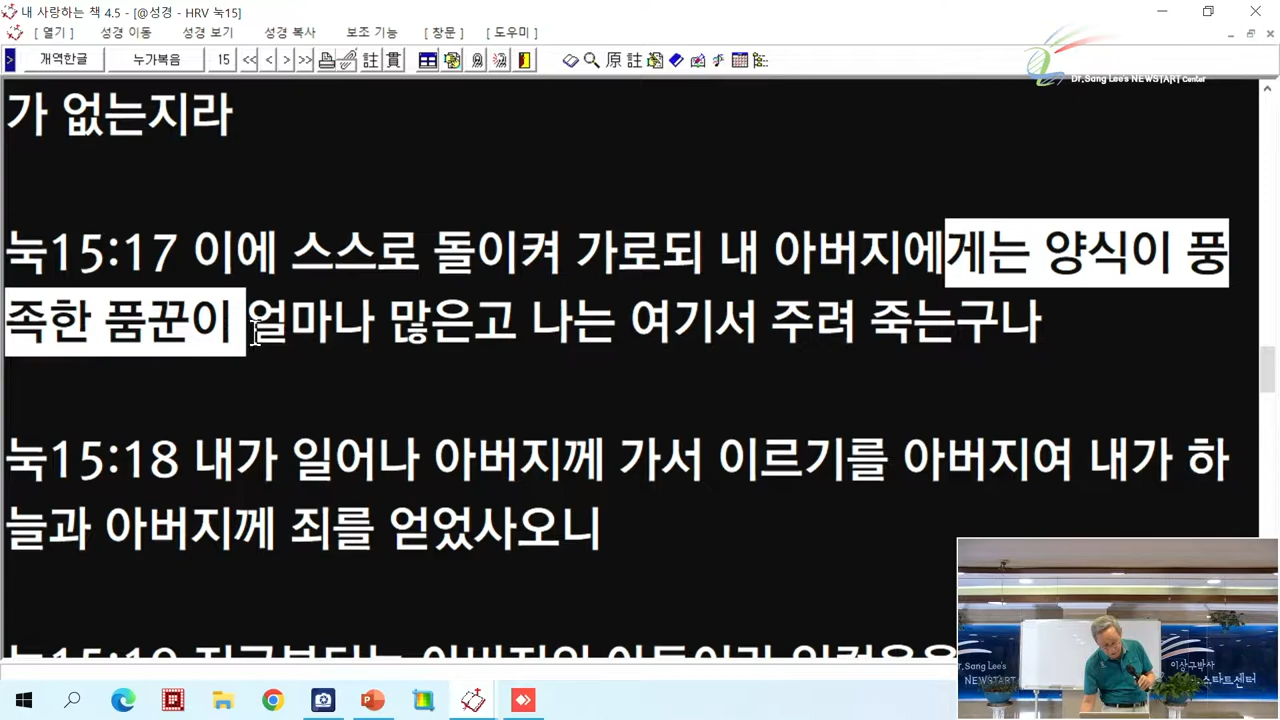 내 사랑하는 책 4.5 - [@성경 - HRV 눅15]
[ 열기 ] 성경 이동 성경 보기 성경 복사 보조 기능 [ 창문 ] [ 도우미 ]
개역한글 누가복음 15 << < > >> 註 貫 原 註
Dr.Sang Lee's NEWSTART Center
가 없는지라
눅15:17 이에 스스로 돌이켜 가로되 내 아버지에게는 양식이 풍
족한 품꾼이 얼마나 많은고 나는 여기서 주려 죽는구나
눅15:18 내가 일어나 아버지께 가서 이르기를 아버지여 내가 하
늘과 아버지께 죄를 얻었사오니
Dr.Sang Lee's
NEWSTART
이상구박사
스타트센터